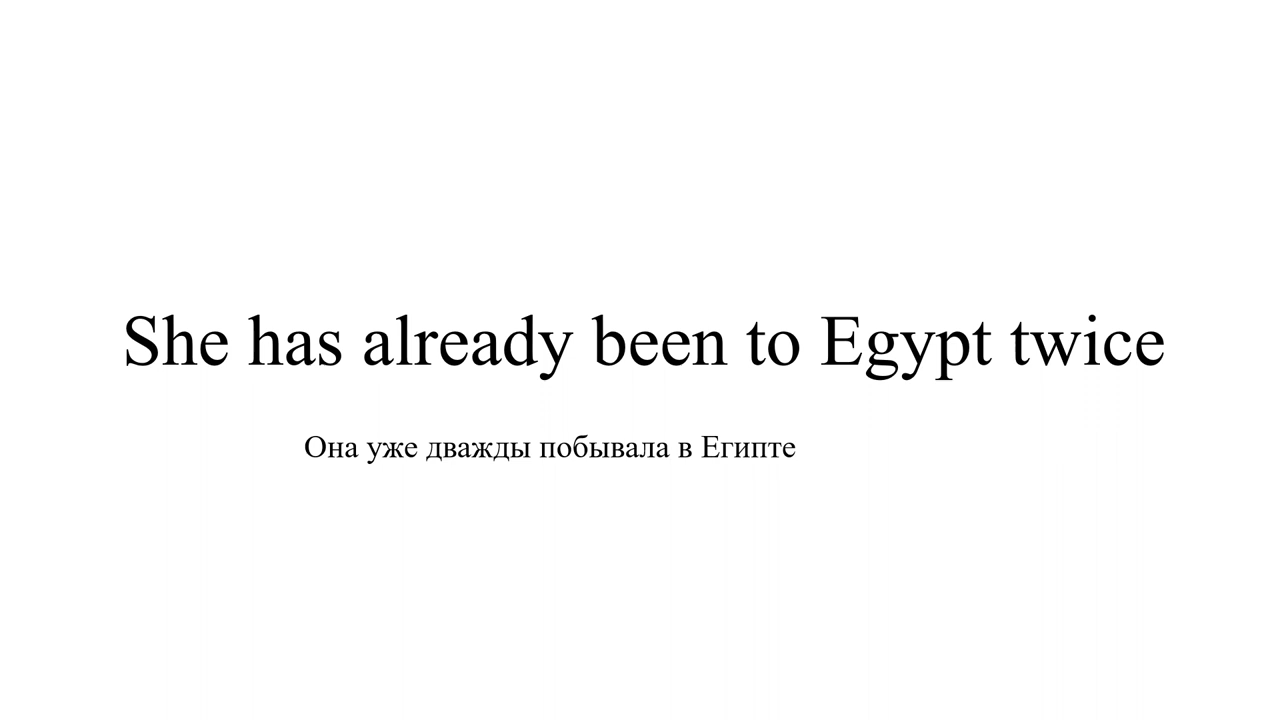 She has already been to Egypt twice
Она уже дважды побывала в Египте